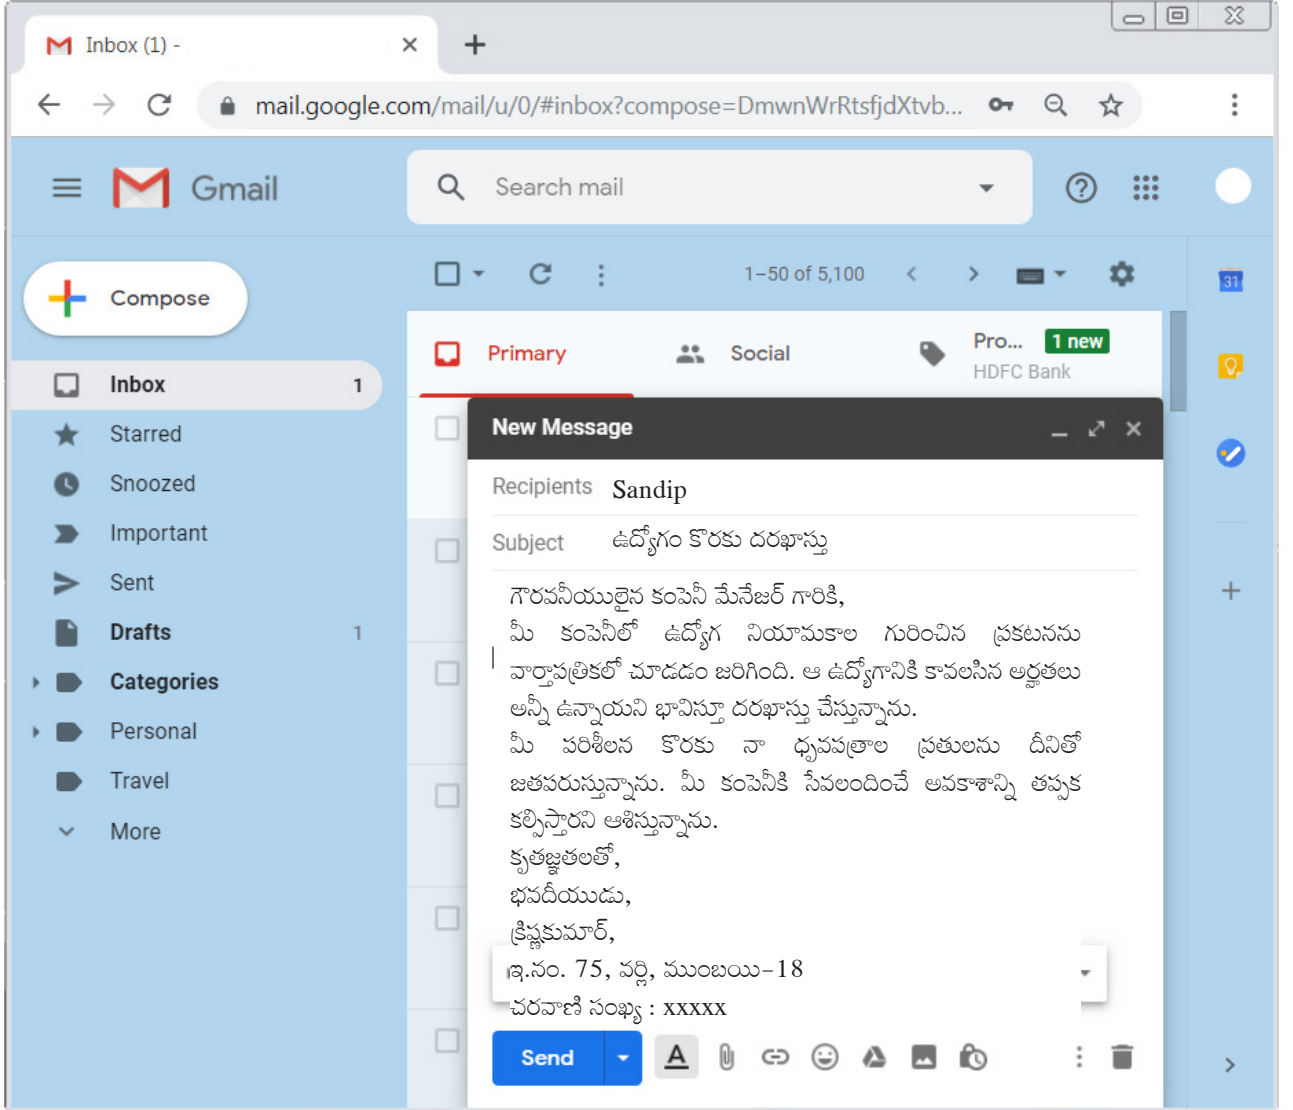 Inbox (1) -
mail.google.com/mail/u/0/#inbox?compose=DmwnWrRtsfjdXtvb...
Gmail
Search mail
Compose
1–50 of 5,100
31
Primary
Social
Pro...
1 new
HDFC Bank
Inbox 1
Starred
Snoozed
Important
Sent
Drafts 1
Categories
Personal
Travel
More
New Message
Recipients Sandip
Subject ఉద్యోగం కొరకు దరఖాస్తు
గౌరవనీయులైన కంపెనీ మేనేజర్ గారికి,
మీ కంపెనీలో ఉద్యోగ నియామకాల గురించిన ప్రకటనను
వార్తాపత్రికలో చూడడం జరిగింది. ఆ ఉద్యోగానికి కావలసిన అర్హతలు
అన్నీ ఉన్నాయని భావిస్తూ దరఖాస్తు చేస్తున్నాను.
మీ పరిశీలన కొరకు నా ధృవపత్రాల ప్రతులను దీనితో
జతపరుస్తున్నాను. మీ కంపెనీకి సేవలందించే అవకాశాన్ని తప్పక
కల్పిస్తారని ఆశిస్తున్నాను.
కృతజ్ఞతలతో,
భవదీయుడు,
క్రిష్ణకుమార్,
ఇ.నం. 75, వర్లి, ముంబయి-18
చరవాణి సంఖ్య : xxxxx
Send